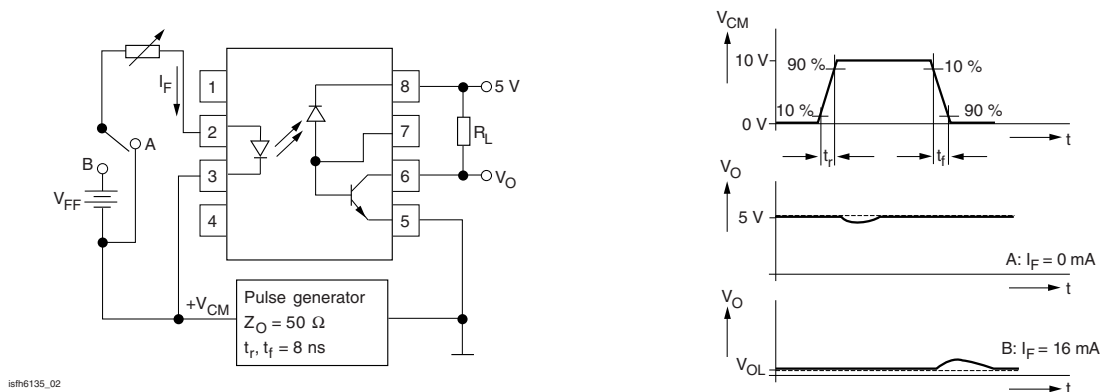 I_F
1
2
3
4
8
7
6
5
5 V
R_L
V_O
A
B
V_FF
+V_CM
Pulse generator
Z_O = 50 Ω
t_r, t_f = 8 ns
isfh6135_02
V_CM
10 V
90 %
10 %
10 %
90 %
0 V
t
t_r
t_f
V_O
5 V
A: I_F = 0 mA
t
V_O
B: I_F = 16 mA
V_OL
t